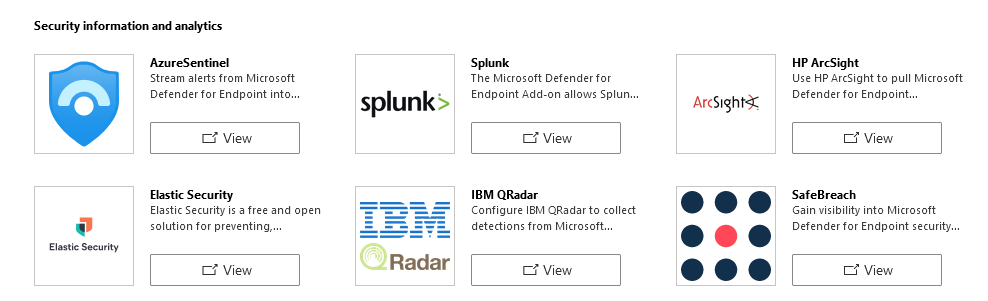 Security information and analytics
AzureSentinel
Stream alerts from Microsoft
Defender for Endpoint into...
View
splunk>
Splunk
The Microsoft Defender for
Endpoint Add-on allows Splun...
View
ArcSight
HP ArcSight
Use HP ArcSight to pull Microsoft
Defender for Endpoint...
View
Elastic Security
Elastic Security
Elastic Security is a free and open
solution for preventing,...
View
IBM
QRadar
IBM QRadar
Configure IBM QRadar to collect
detections from Microsoft...
View
SafeBreach
Gain visibility into Microsoft
Defender for Endpoint security...
View